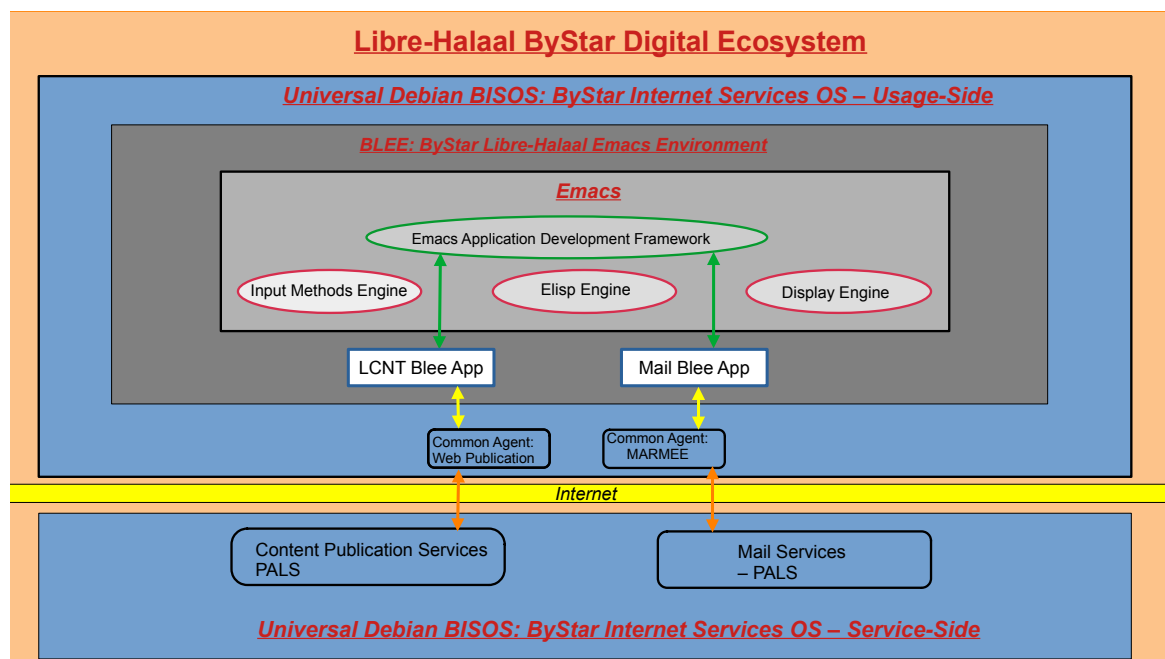 Libre-Halaal ByStar Digital Ecosystem
Universal Debian BISOS: ByStar Internet Services OS – Usage-Side
BLEE: ByStar Libre-Halaal Emacs Environment
Emacs
Emacs Application Development Framework
Input Methods Engine
Elisp Engine
Display Engine
LCNT Blee App
Mail Blee App
Common Agent:
Web Publication
Common Agent:
MARMEE
Internet
Content Publication Services
PALS
Mail Services
– PALS
Universal Debian BISOS: ByStar Internet Services OS – Service-Side